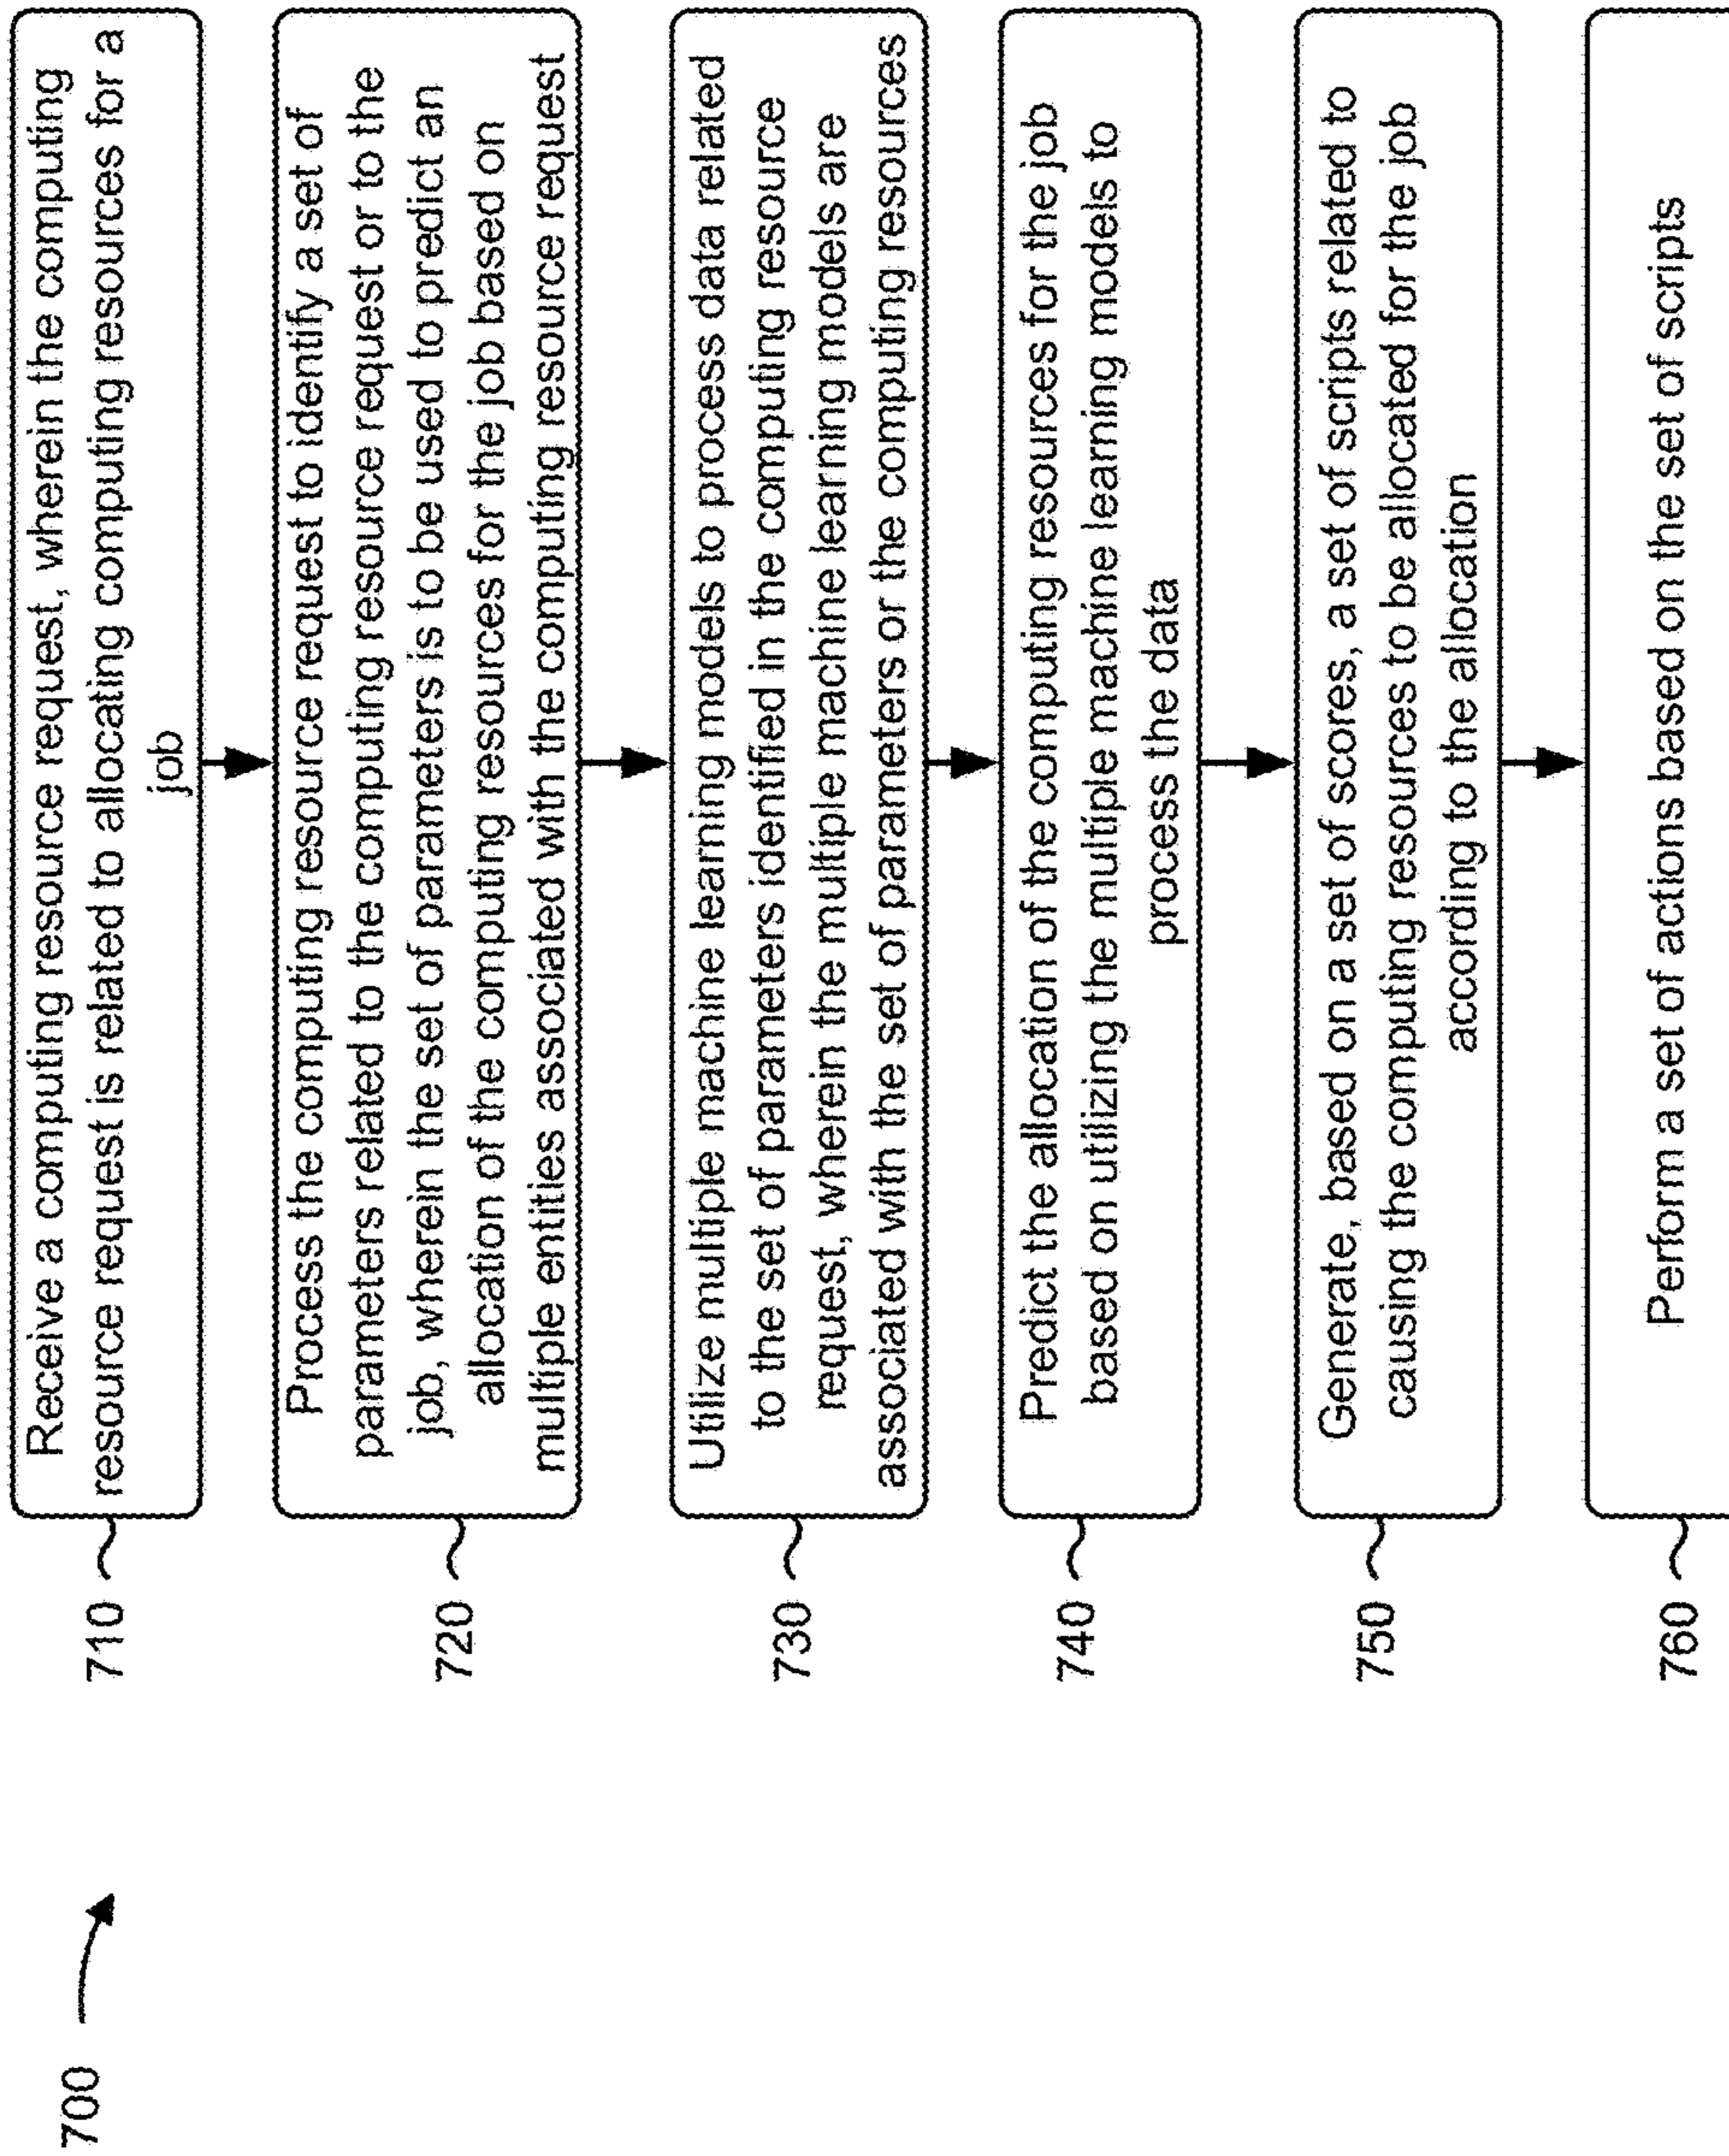 700
710
Receive a computing resource request, wherein the computing
resource request is related to allocating computing resources for a
job
720
Process the computing resource request to identify a set of
parameters related to the computing resource request or to the
job, wherein the set of parameters is to be used to predict an
allocation of the computing resources for the job based on
multiple entities associated with the computing resource request
730
Utilize multiple machine learning models to process data related
to the set of parameters identified in the computing resource
request, wherein the multiple machine learning models are
associated with the set of parameters or the computing resources
740
Predict the allocation of the computing resources for the job
based on utilizing the multiple machine learning models to
process the data
750
Generate, based on a set of scores, a set of scripts related to
causing the computing resources to be allocated for the job
according to the allocation
760
Perform a set of actions based on the set of scripts